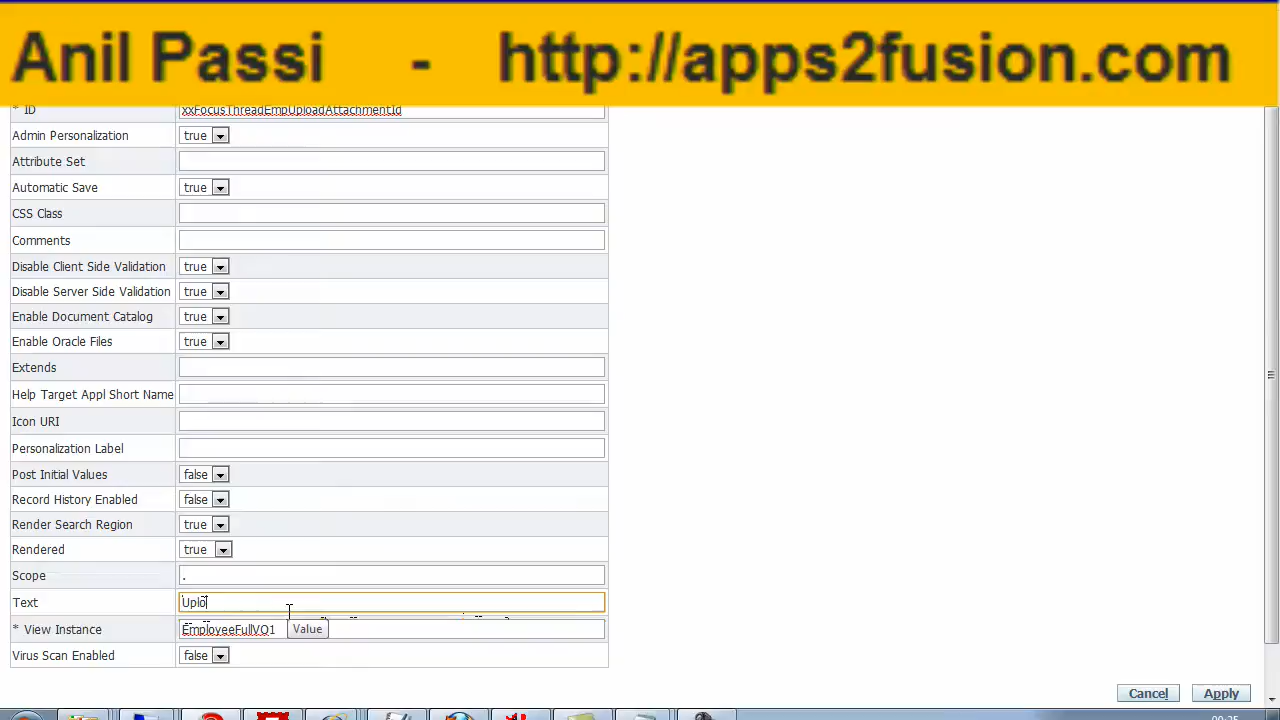 Anil Passi - http://apps2fusion.com
* ID xxFocusThreadEmpUploadAttachmentId
Admin Personalization true
Attribute Set
Automatic Save true
CSS Class
Comments
Disable Client Side Validation true
Disable Server Side Validation true
Enable Document Catalog true
Enable Oracle Files true
Extends
Help Target Appl Short Name
Icon URI
Personalization Label
Post Initial Values false
Record History Enabled false
Render Search Region true
Rendered true
Scope .
Text Uplo
* View Instance EmployeeFullVO1 Value
Virus Scan Enabled false
Cancel Apply
00:25